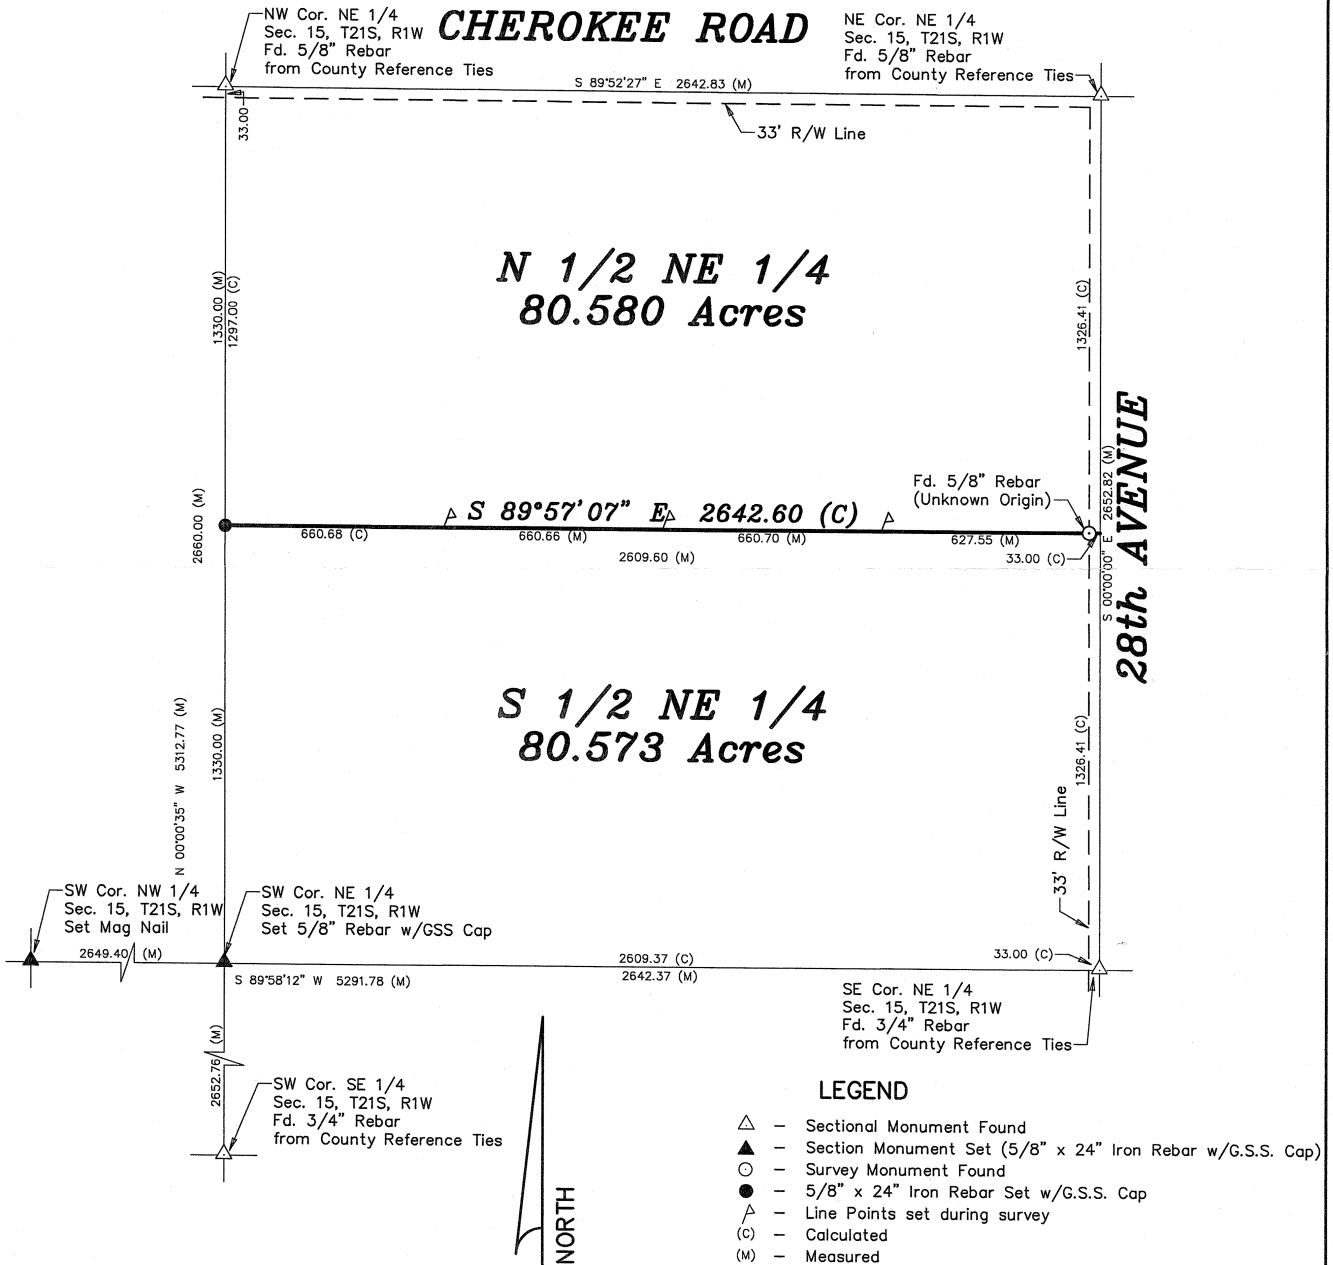 CHEROKEE ROAD
NW Cor. NE 1/4
Sec. 15, T21S, R1W
Fd. 5/8" Rebar
from County Reference Ties
NE Cor. NE 1/4
Sec. 15, T21S, R1W
Fd. 5/8" Rebar
from County Reference Ties
S 89°52'27" E 2642.83 (M)
33.00
33' R/W Line
N 1/2 NE 1/4
80.580 Acres
1330.00 (M)
1297.00 (C)
1326.41 (C)
28th AVENUE
S 00°00'00" E 2652.82 (M)
Fd. 5/8" Rebar
(Unknown Origin)
S 89°57'07" E 2642.60 (C)
660.68 (C)
660.66 (M)
660.70 (M)
627.55 (M)
2609.60 (M)
33.00 (C)
2660.00 (M)
S 1/2 NE 1/4
80.573 Acres
N 00°00'35" W 5312.77 (M)
1330.00 (M)
1326.41 (C)
33' R/W Line
SW Cor. NW 1/4
Sec. 15, T21S, R1W
Set Mag Nail
SW Cor. NE 1/4
Sec. 15, T21S, R1W
Set 5/8" Rebar w/GSS Cap
2649.40 (M)
2609.37 (C)
2642.37 (M)
33.00 (C)
S 89°58'12" W 5291.78 (M)
SE Cor. NE 1/4
Sec. 15, T21S, R1W
Fd. 3/4" Rebar
from County Reference Ties
2652.76 (M)
SW Cor. SE 1/4
Sec. 15, T21S, R1W
Fd. 3/4" Rebar
from County Reference Ties
NORTH
LEGEND
– Sectional Monument Found
– Section Monument Set (5/8" x 24" Iron Rebar w/G.S.S. Cap)
– Survey Monument Found
– 5/8" x 24" Iron Rebar Set w/G.S.S. Cap
– Line Points set during survey
(C) – Calculated
(M) – Measured